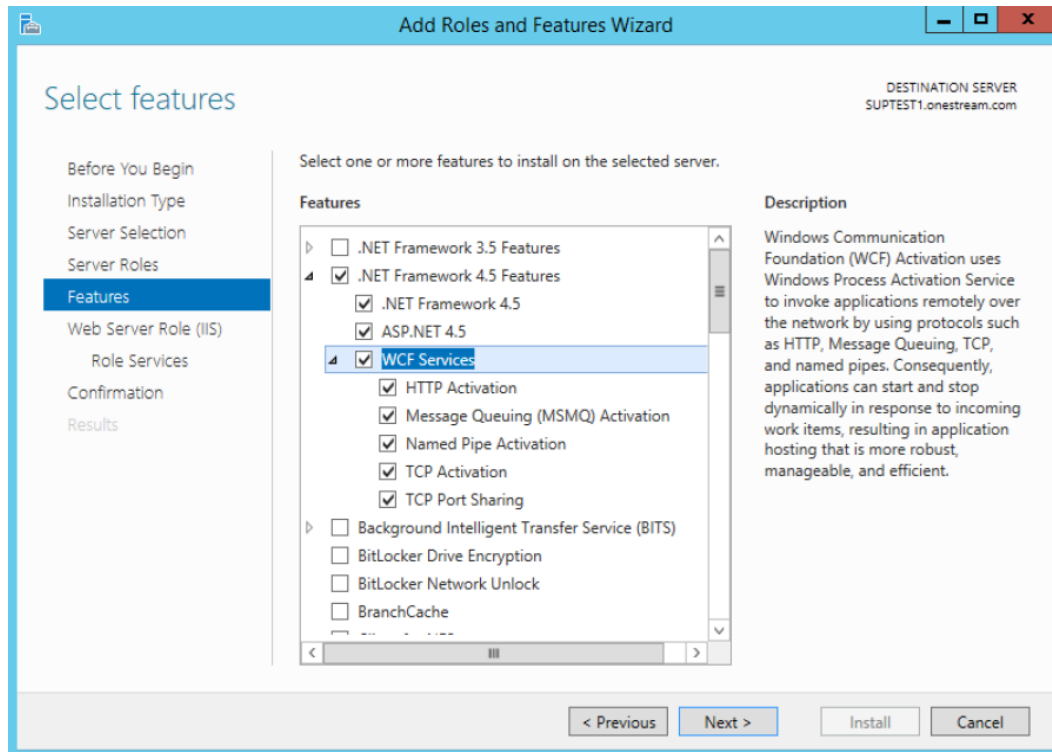 Add Roles and Features Wizard
Select features
DESTINATION SERVER
SUPTEST1.onestream.com
Before You Begin
Installation Type
Server Selection
Server Roles
Features
Web Server Role (IIS)
Role Services
Confirmation
Results
Select one or more features to install on the selected server.
Features
.NET Framework 3.5 Features
.NET Framework 4.5 Features
.NET Framework 4.5
ASP.NET 4.5
WCF Services
HTTP Activation
Message Queuing (MSMQ) Activation
Named Pipe Activation
TCP Activation
TCP Port Sharing
Background Intelligent Transfer Service (BITS)
BitLocker Drive Encryption
BitLocker Network Unlock
BranchCache
Description
Windows Communication
Foundation (WCF) Activation uses
Windows Process Activation Service
to invoke applications remotely over
the network by using protocols such
as HTTP, Message Queuing, TCP,
and named pipes. Consequently,
applications can start and stop
dynamically in response to incoming
work items, resulting in application
hosting that is more robust,
manageable, and efficient.
< Previous
Next >
Install
Cancel